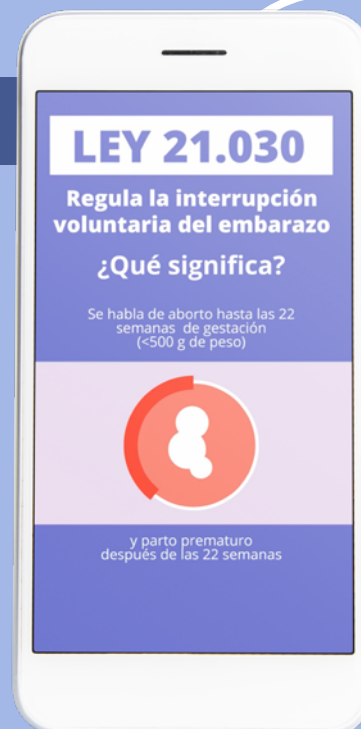 LEY 21.030
Regula la interrupción
voluntaria del embarazo
¿Qué significa?
Se habla de aborto hasta las 22
semanas de gestación
(<500 g de peso)
y parto prematuro
después de las 22 semanas